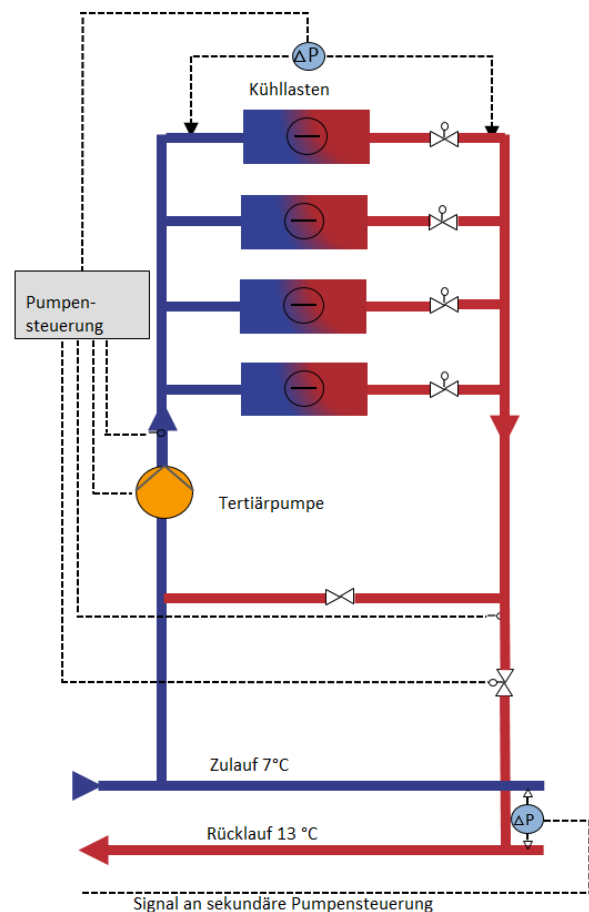 ΔP
Kühllasten
Pumpen-
steuerung
Tertiärpumpe
Zulauf 7°C
ΔP
Rücklauf 13 °C
Signal an sekundäre Pumpensteuerung